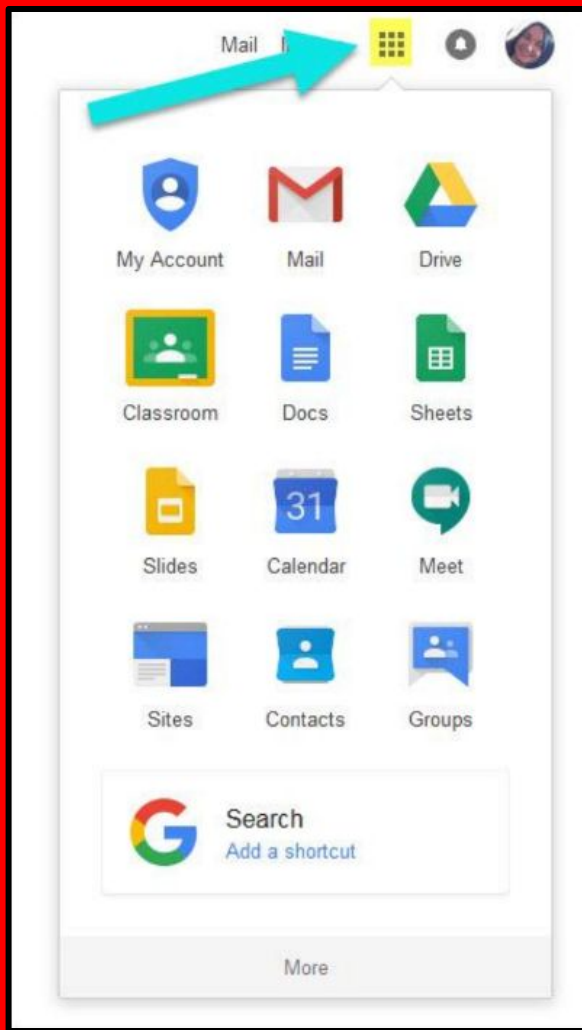 Mail
My Account Mail Drive
Classroom Docs Sheets
31
Slides Calendar Meet
Sites Contacts Groups
Search
Add a shortcut
More